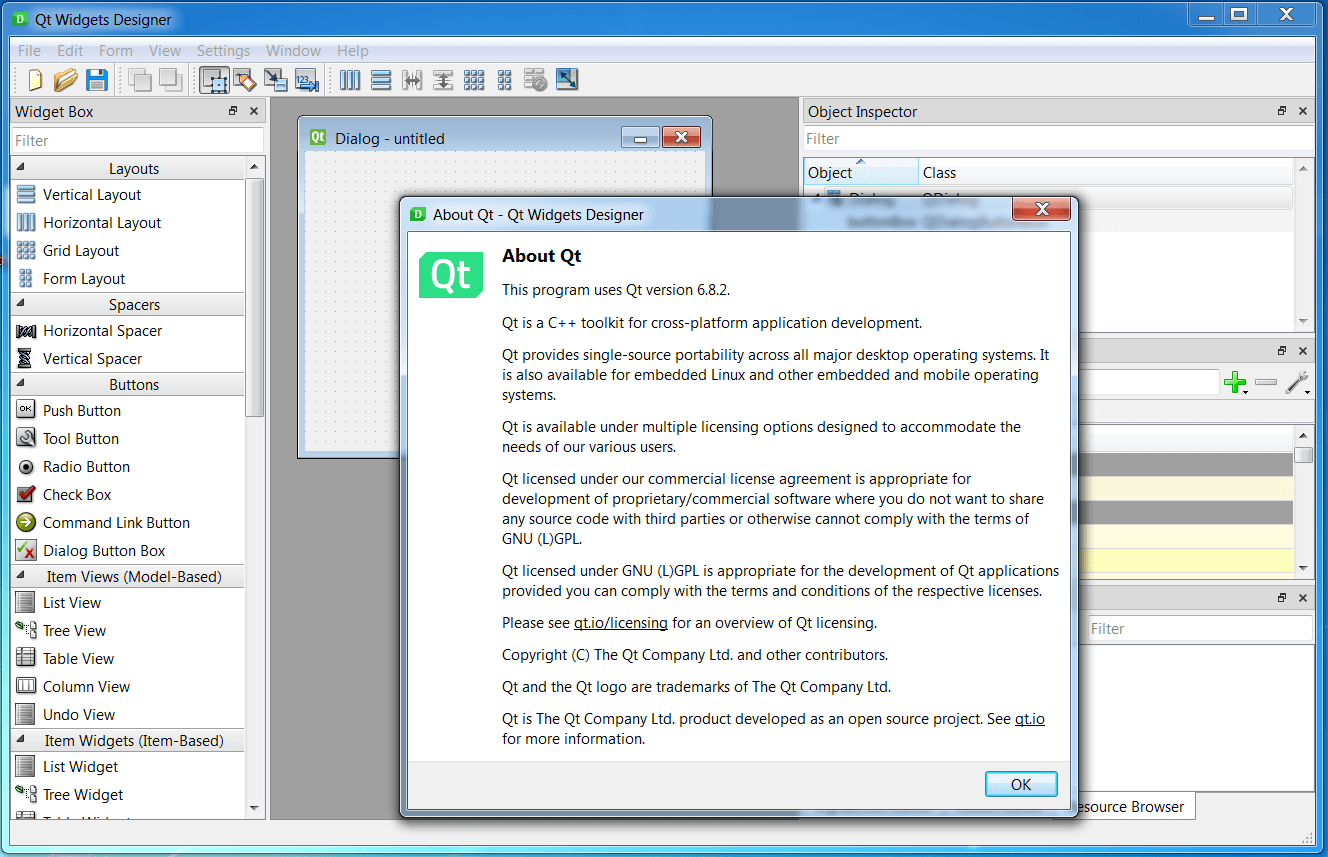 Qt Widgets Designer
File Edit Form View Settings Window Help
123
Widget Box
Filter
Layouts
Vertical Layout
Horizontal Layout
Grid Layout
Form Layout
Spacers
Horizontal Spacer
Vertical Spacer
Buttons
OK Push Button
Tool Button
Radio Button
Check Box
Command Link Button
Dialog Button Box
Item Views (Model-Based)
List View
Tree View
Table View
Column View
Undo View
Item Widgets (Item-Based)
List Widget
Tree Widget
Qt Dialog - untitled
Object Inspector
Filter
Object Class
Dialog QDialog
buttonBox
Filter
esource Browser
About Qt - Qt Widgets Designer
Qt
About Qt
This program uses Qt version 6.8.2.
Qt is a C++ toolkit for cross-platform application development.
Qt provides single-source portability across all major desktop operating systems. It
is also available for embedded Linux and other embedded and mobile operating
systems.
Qt is available under multiple licensing options designed to accommodate the
needs of our various users.
Qt licensed under our commercial license agreement is appropriate for
development of proprietary/commercial software where you do not want to share
any source code with third parties or otherwise cannot comply with the terms of
GNU (L)GPL.
Qt licensed under GNU (L)GPL is appropriate for the development of Qt applications
provided you can comply with the terms and conditions of the respective licenses.
Please see qt.io/licensing for an overview of Qt licensing.
Copyright (C) The Qt Company Ltd. and other contributors.
Qt and the Qt logo are trademarks of The Qt Company Ltd.
Qt is The Qt Company Ltd. product developed as an open source project. See qt.io
for more information.
OK